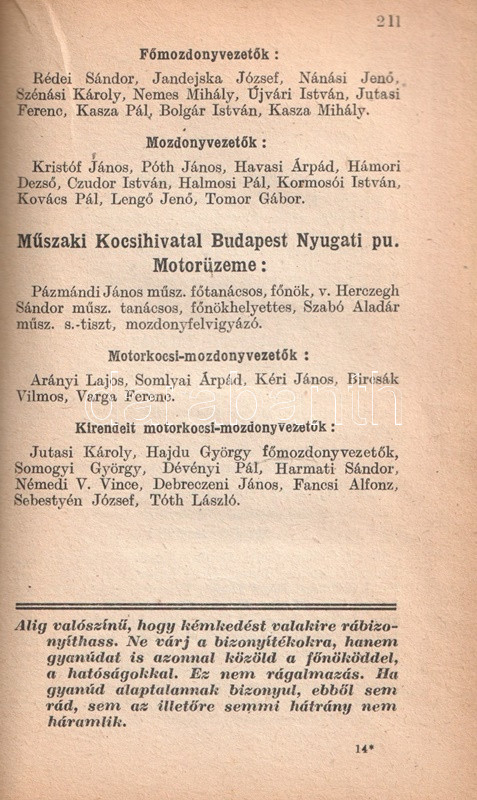 211
Főmozdonyvezetők :
Rédei Sándor, Jandejska József, Nánási Jenő,
Szénási Károly, Nemes Mihály, Újvári István, Jutasi
Ferenc, Kasza Pál, Bolgár István, Kasza Mihály.
Mozdonyvezetők :
Kristóf János, Póth János, Havasi Árpád, Hámori
Dezső, Czudor István, Halmosi Pál, Kormosói István,
Kovács Pál, Lengő Jenő, Tomor Gábor.
Műszaki Kocsihivatal Budapest Nyugati pu.
Motorüzeme :
Pázmándi János műsz. főtanácsos, főnök, v. Herczegh
Sándor műsz. tanácsos, főnökhelyettes, Szabó Aladár
műsz. s.-tiszt, mozdonyfelvigyázó.
Motorkocsi-mozdonyvezetők :
Arányi Lajos, Somlyai Árpád, Kéri János, Bircsák
Vilmos, Varga Ferenc.
darabanth
Kirendelt motorkocsi-mozdonyvezetők :
Jutasi Károly, Hajdu György főmozdonyvezetők,
Somogyi György, Dévényi Pál, Harmati Sándor,
Némedi V. Vince, Debreczeni János, Fancsi Alfonz,
Sebestyén József, Tóth László.
Alig valószínű, hogy kémkedést valakire rábizo-
nyíthass. Ne várj a bizonyítékokra, hanem
gyanúdat is azonnal közöld a főnököddel,
a hatóságokkal. Ez nem rágalmazás. Ha
gyanúd alaptalannak bizonyul, ebből sem
rád, sem az illetőre semmi hátrány nem
háramlik.
14*